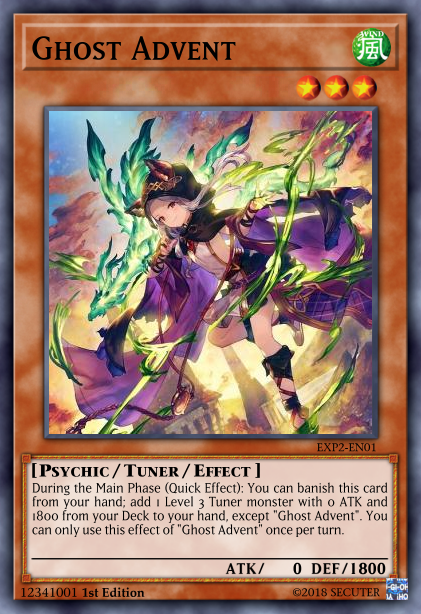 Ghost Advent
WIND
風
EXP2-EN01
[Psychic / Tuner / Effect ]
During the Main Phase (Quick Effect): You can banish this card
from your hand; add 1 Level 3 Tuner monster with 0 ATK and
1800 from your Deck to your hand, except "Ghost Advent". You
can only use this effect of "Ghost Advent" once per turn.
ATK/ 0 DEF/1800
12341001 1st Edition
©2018 SECUTER